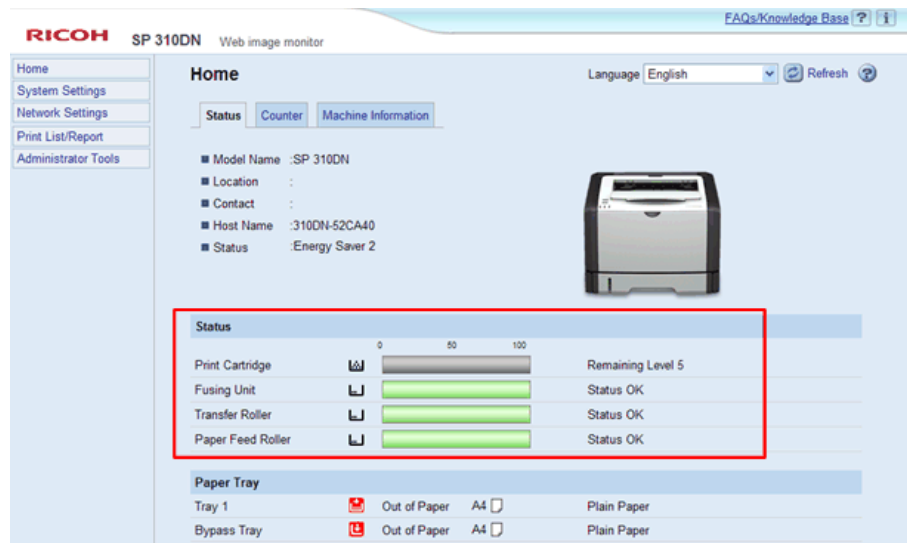 FAQs/Knowledge Base ? i
RICOH SP 310DN Web image monitor
Home
System Settings
Network Settings
Print List/Report
Administrator Tools
Home Language English Refresh ?
Status Counter Machine Information
Model Name :SP 310DN
Location :
Contact :
Host Name :310DN-52CA40
Status :Energy Saver 2
Status
0 50 100
Print Cartridge Remaining Level 5
Fusing Unit Status OK
Transfer Roller Status OK
Paper Feed Roller Status OK
Paper Tray
Tray 1 Out of Paper A4 Plain Paper
Bypass Tray Out of Paper A4 Plain Paper